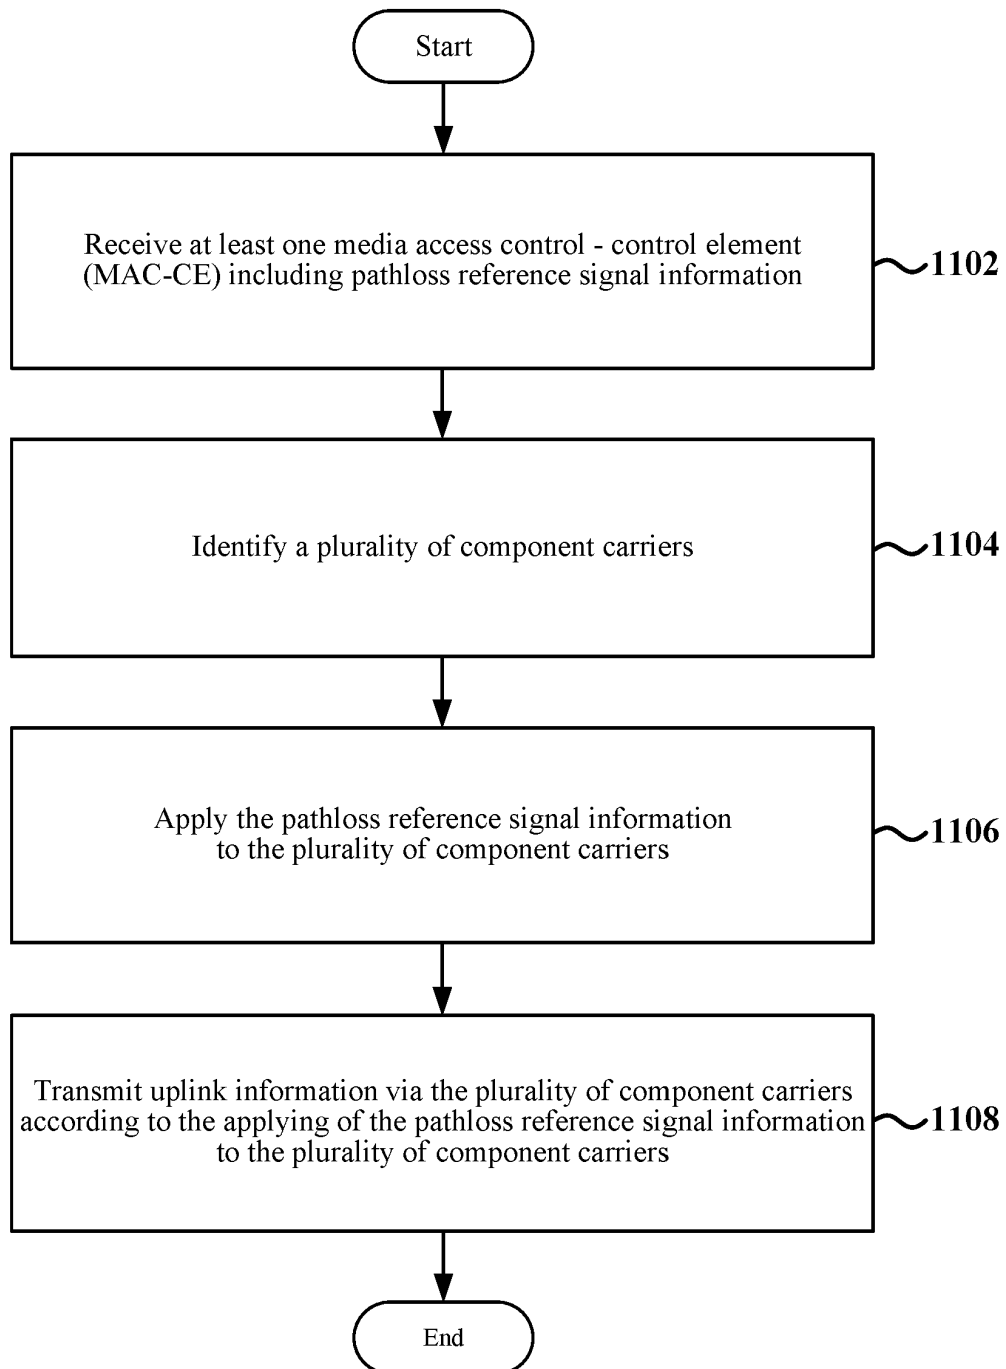 Start
Receive at least one media access control - control element
(MAC-CE) including pathloss reference signal information
1102
Identify a plurality of component carriers
1104
Apply the pathloss reference signal information
to the plurality of component carriers
1106
Transmit uplink information via the plurality of component carriers
according to the applying of the pathloss reference signal information
to the plurality of component carriers
1108
End